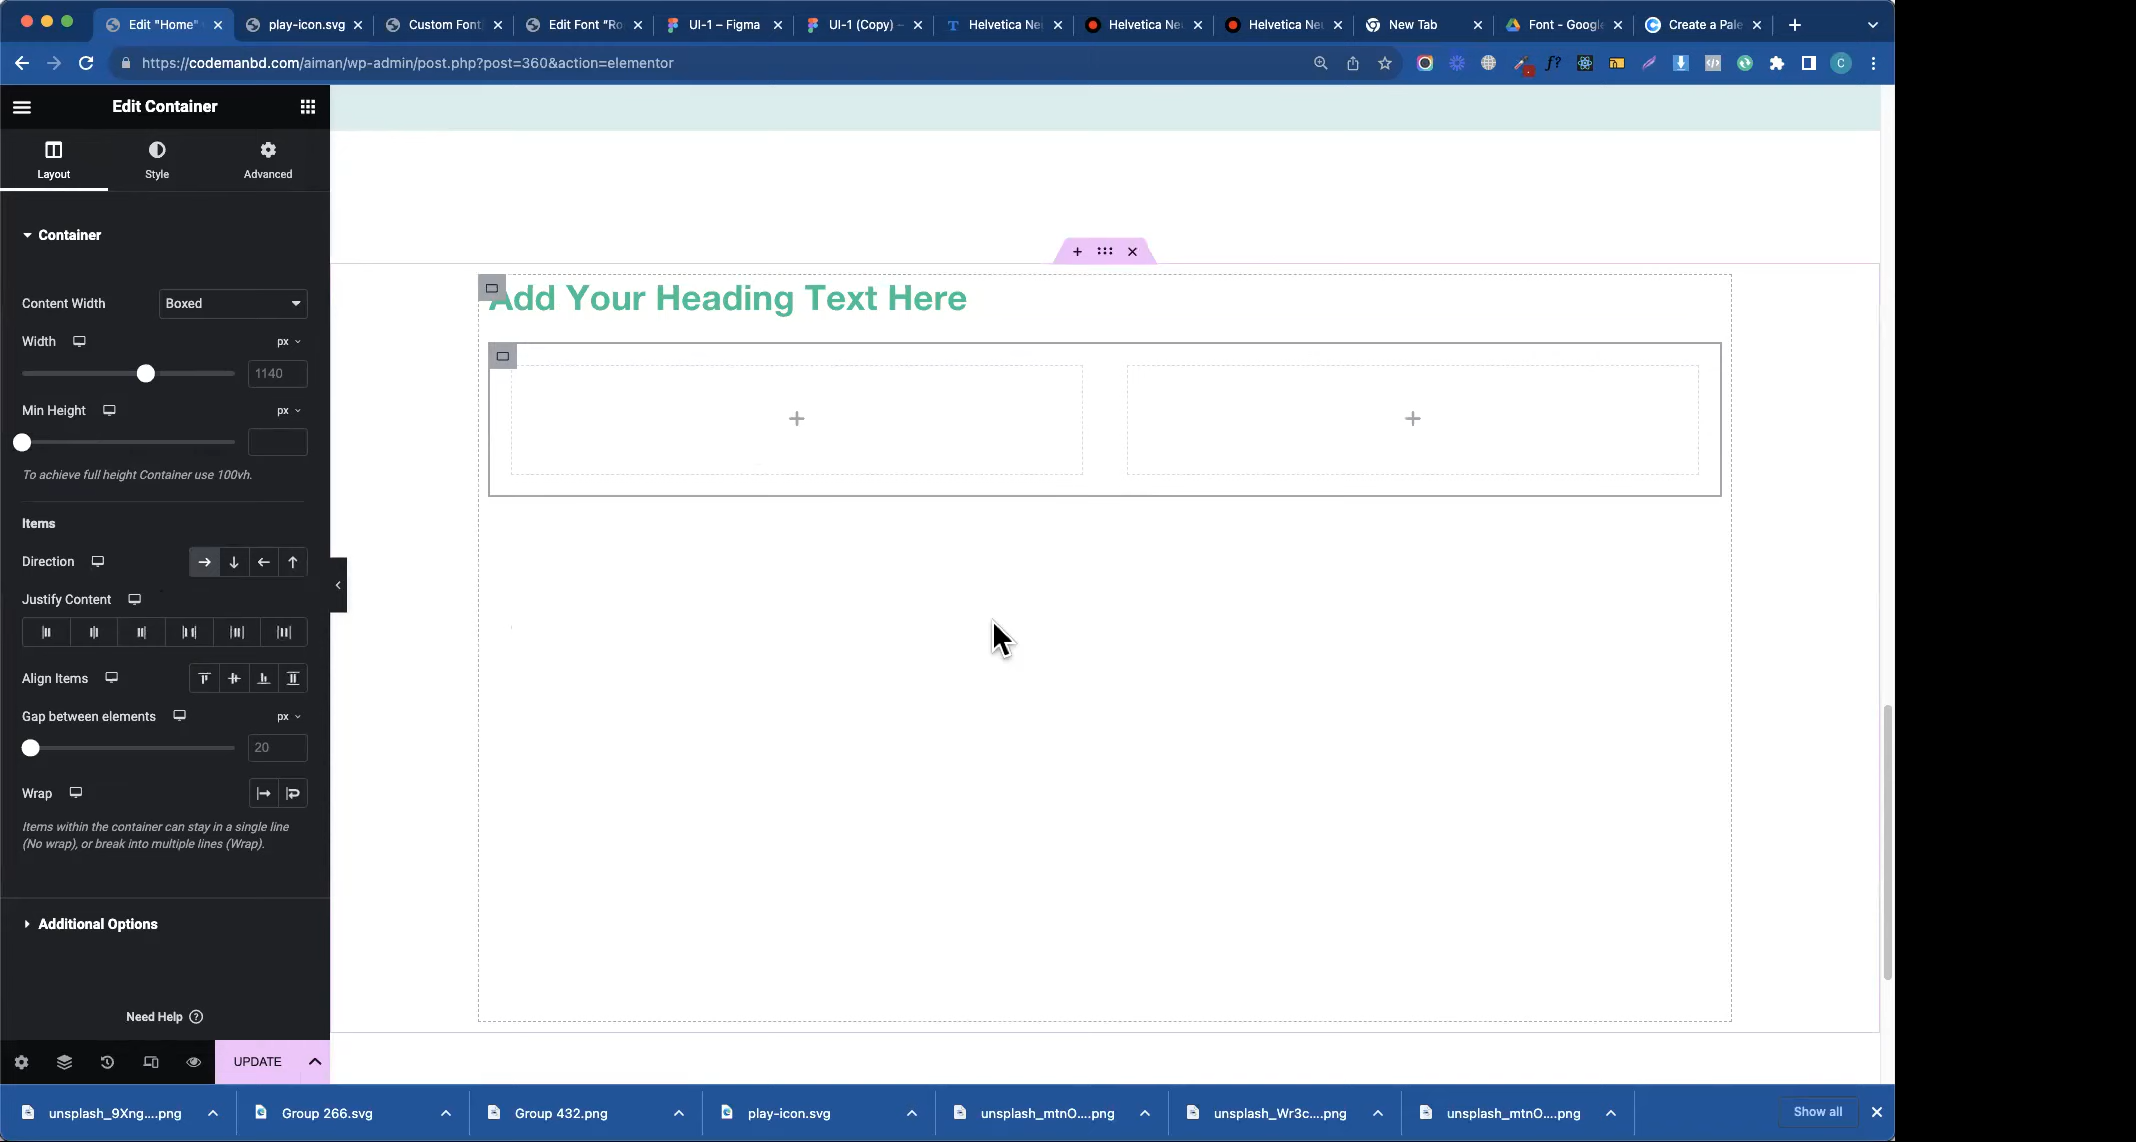 Edit "Home"
play-icon.svg
Custom Font
Edit Font "Ro
UI-1 – Figma
UI-1 (Copy) –
Helvetica Ne
Helvetica Ne
Helvetica Ne
New Tab
Font - Google
Create a Pale
https://codemanbd.com/aiman/wp-admin/post.php?post=360&action=elementor
C
Edit Container
Layout
Style
Advanced
Container
Content Width
Boxed
Width
px
1140
Min Height
px
To achieve full height Container use 100vh.
Items
Direction
Justify Content
Align Items
Gap between elements
px
20
Wrap
Items within the container can stay in a single line
(No wrap), or break into multiple lines (Wrap).
Additional Options
Need Help
UPDATE
Add Your Heading Text Here
unsplash_9Xng....png
Group 266.svg
Group 432.png
play-icon.svg
unsplash_mtnO....png
unsplash_Wr3c....png
unsplash_mtnO....png
Show all